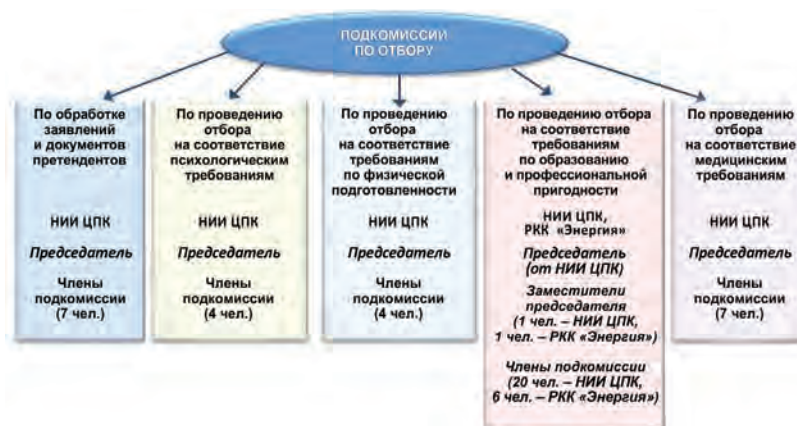 ПОДКОМИССИИ
ПО ОТБОРУ
По обработке
заявлений
и документов
претендентов
НИИ ЦПК
Председатель
Члены
подкомиссии
(7 чел.)
По проведению
отбора
на соответствие
психологическим
требованиям
НИИ ЦПК
Председатель
Члены
подкомиссии
(4 чел.)
По проведению
отбора
на соответствие
требованиям
по физической
подготовленности
НИИ ЦПК
Председатель
Члены
подкомиссии
(4 чел.)
По проведению отбора
на соответствие
требованиям
по образованию
и профессиональной
пригодности
НИИ ЦПК,
РКК «Энергия»
Председатель
(от НИИ ЦПК)
Заместители
председателя
(1 чел. – НИИ ЦПК,
1 чел. – РКК «Энергия»)
Члены подкомиссии
(20 чел. – НИИ ЦПК,
6 чел. – РКК «Энергия»)
По проведению
отбора
на соответствие
медицинским
требованиям
НИИ ЦПК
Председатель
Члены
подкомиссии
(7 чел.)